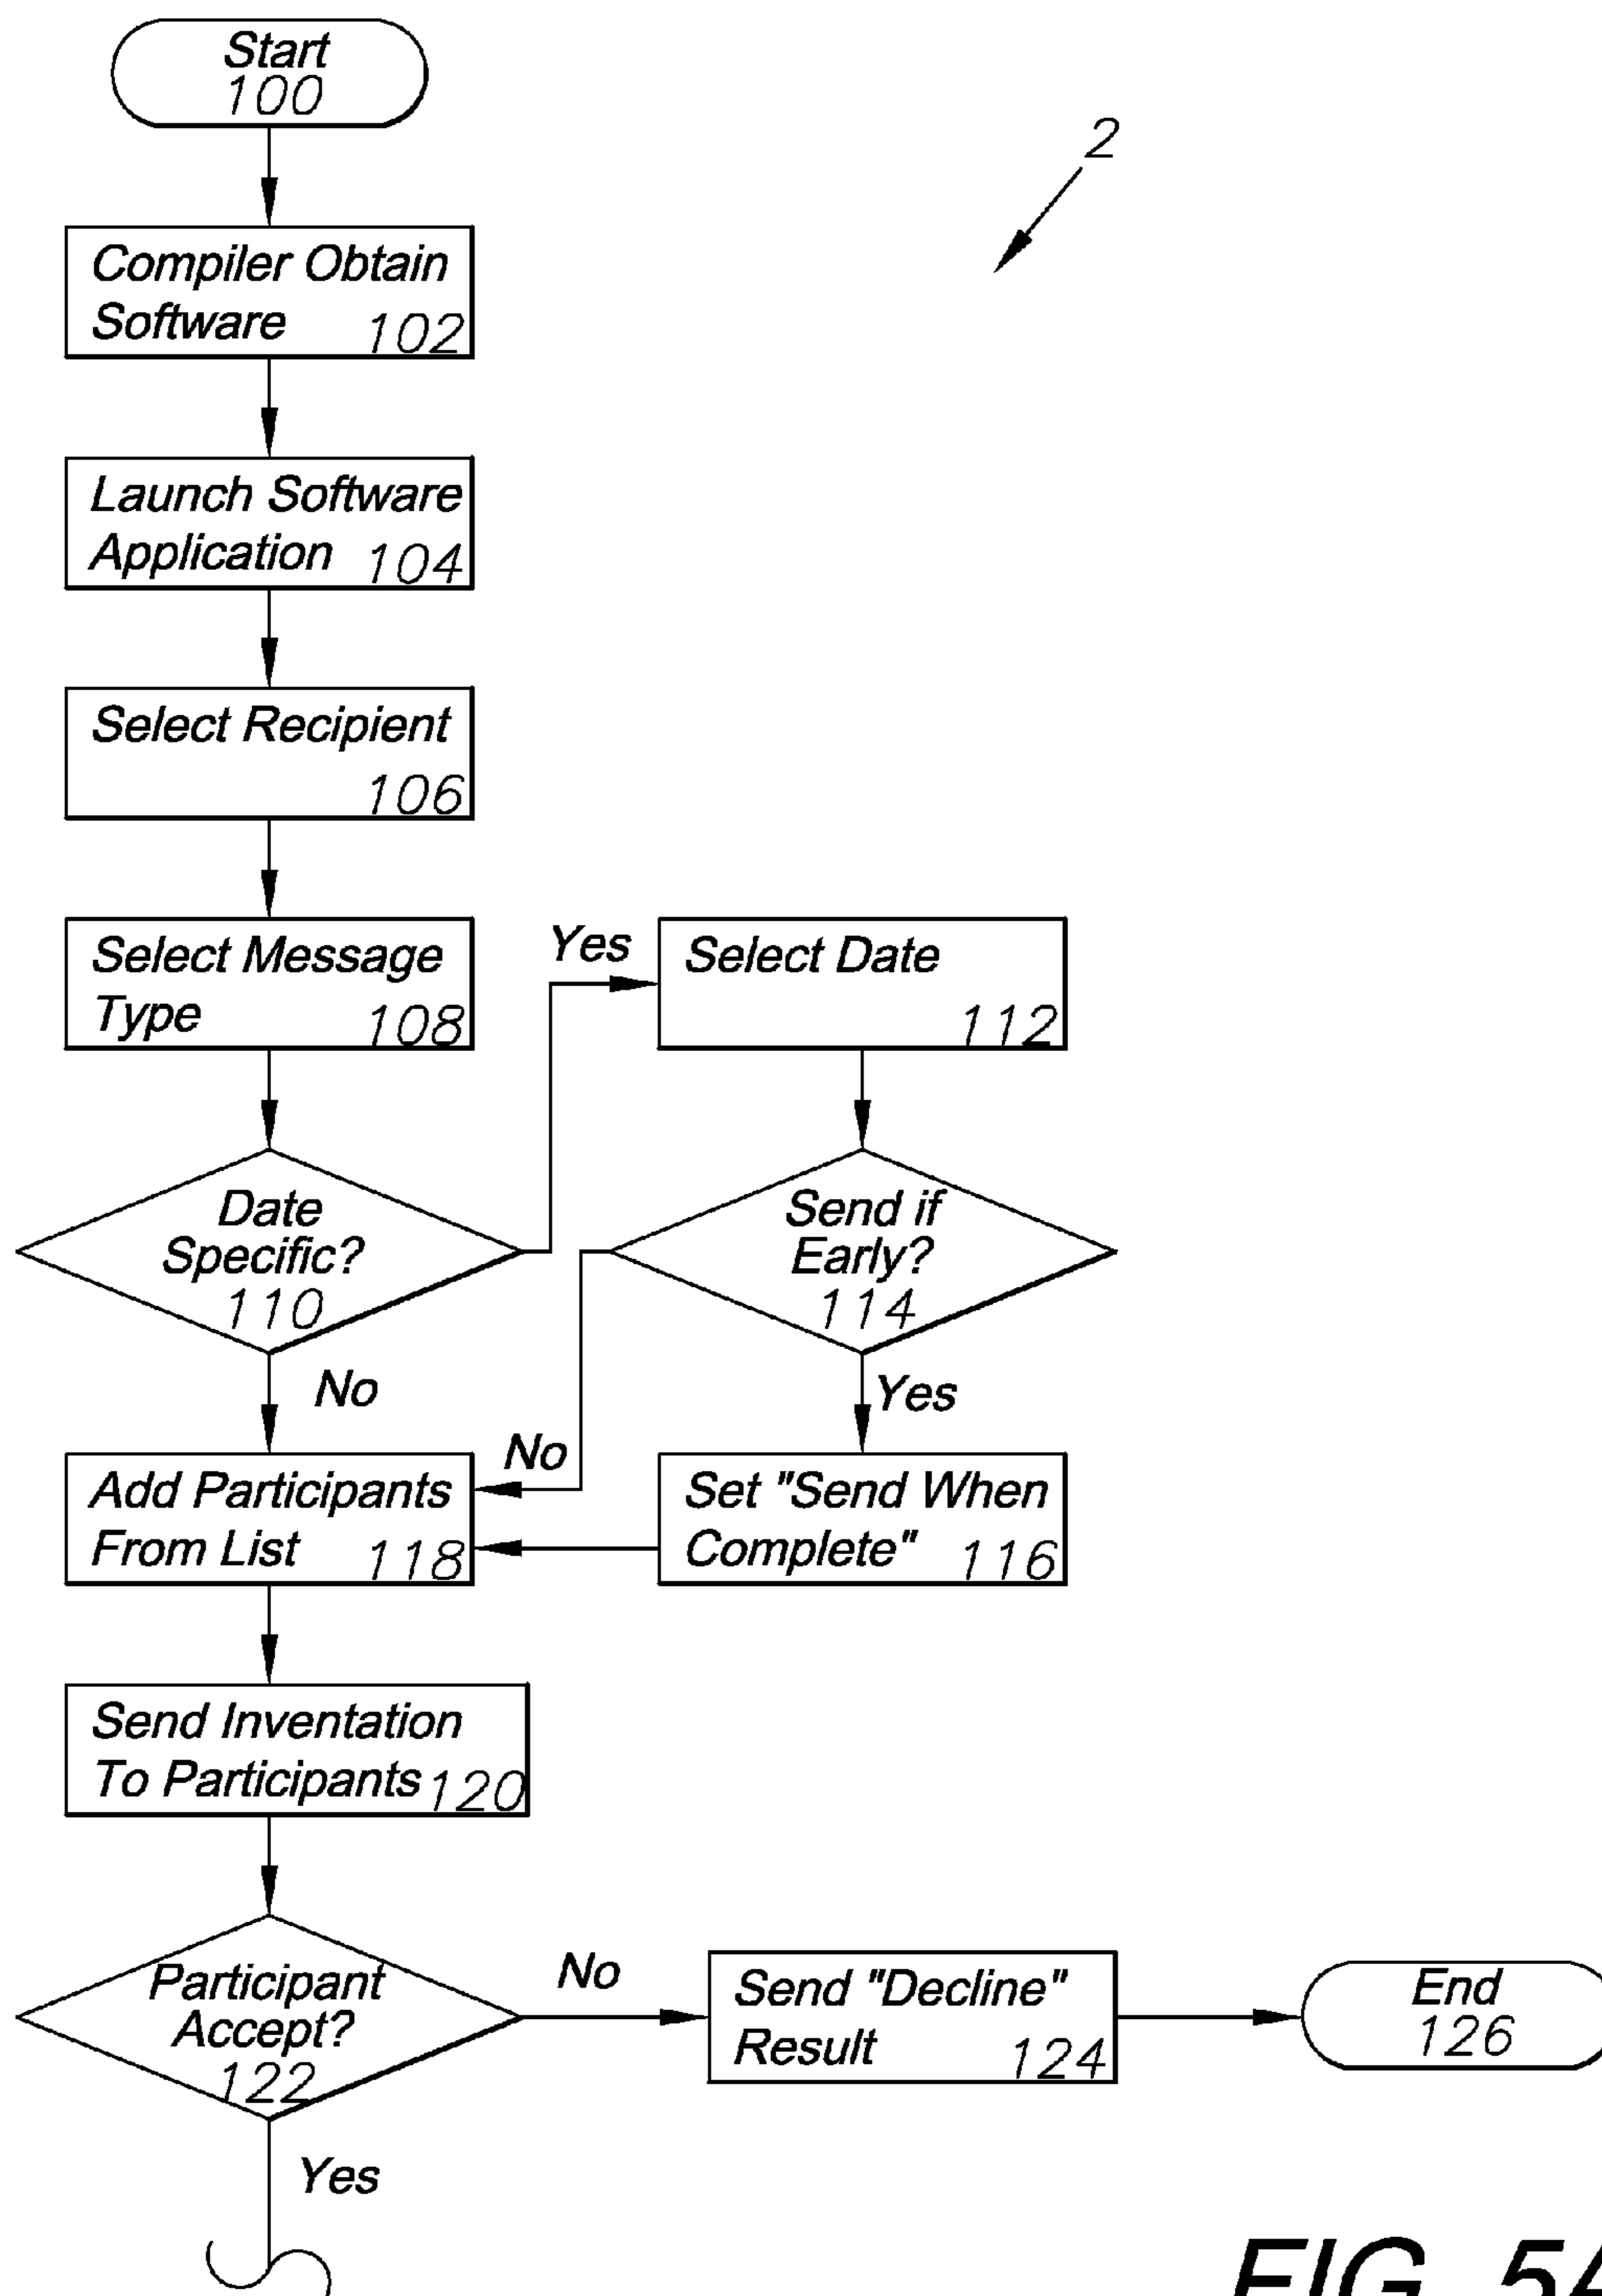 Start
100
2
Compiler Obtain
Software 102
Launch Software
Application 104
Select Recipient
106
Select Message
Type 108
Yes
Select Date
112
Date
Specific?
110
Send if
Early?
114
No
Yes
No
Add Participants
From List 118
Set "Send When
Complete" 116
Send Inventation
To Participants 120
Participant
Accept?
122
No
Send "Decline"
Result 124
End
126
Yes
FIG. 5A